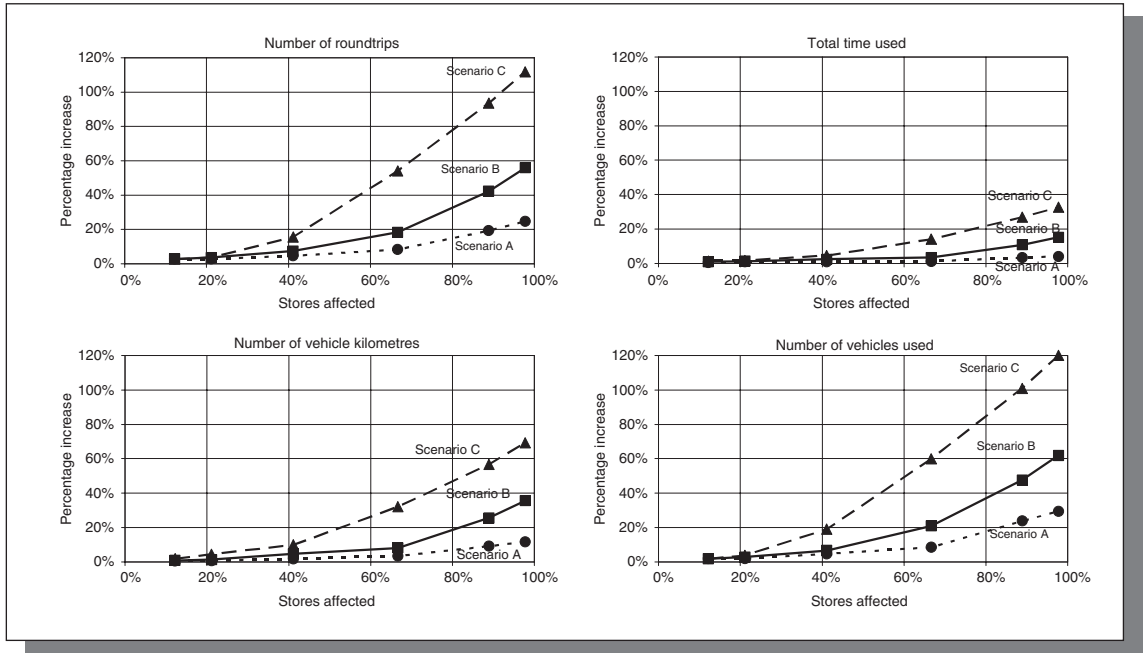 Number of roundtrips
120%
100%
80%
60%
40%
20%
0%
Percentage increase
Scenario C
Scenario B
Scenario A
0% 20% 40% 60% 80% 100%
Stores affected
Total time used
120%
100%
80%
60%
40%
20%
0%
Percentage increase
Scenario C
Scenario B
Scenario A
0% 20% 40% 60% 80% 100%
Stores affected
Number of vehicle kilometres
120%
100%
80%
60%
40%
20%
0%
Percentage increase
Scenario C
Scenario B
Scenario A
0% 20% 40% 60% 80% 100%
Stores affected
Number of vehicles used
120%
100%
80%
60%
40%
20%
0%
Percentage increase
Scenario C
Scenario B
Scenario A
0% 20% 40% 60% 80% 100%
Stores affected